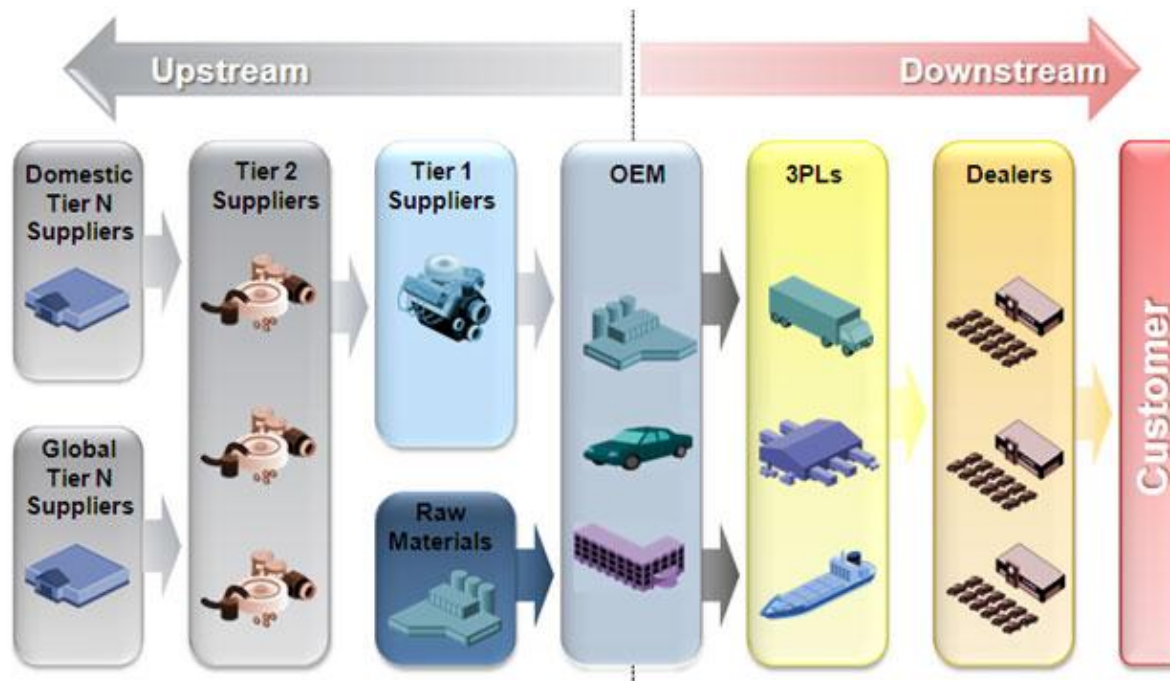 Upstream
Downstream
Domestic
Tier N
Suppliers
Tier 2
Suppliers
Tier 1
Suppliers
OEM
3PLs
Dealers
Customer
Global
Tier N
Suppliers
Raw
Materials